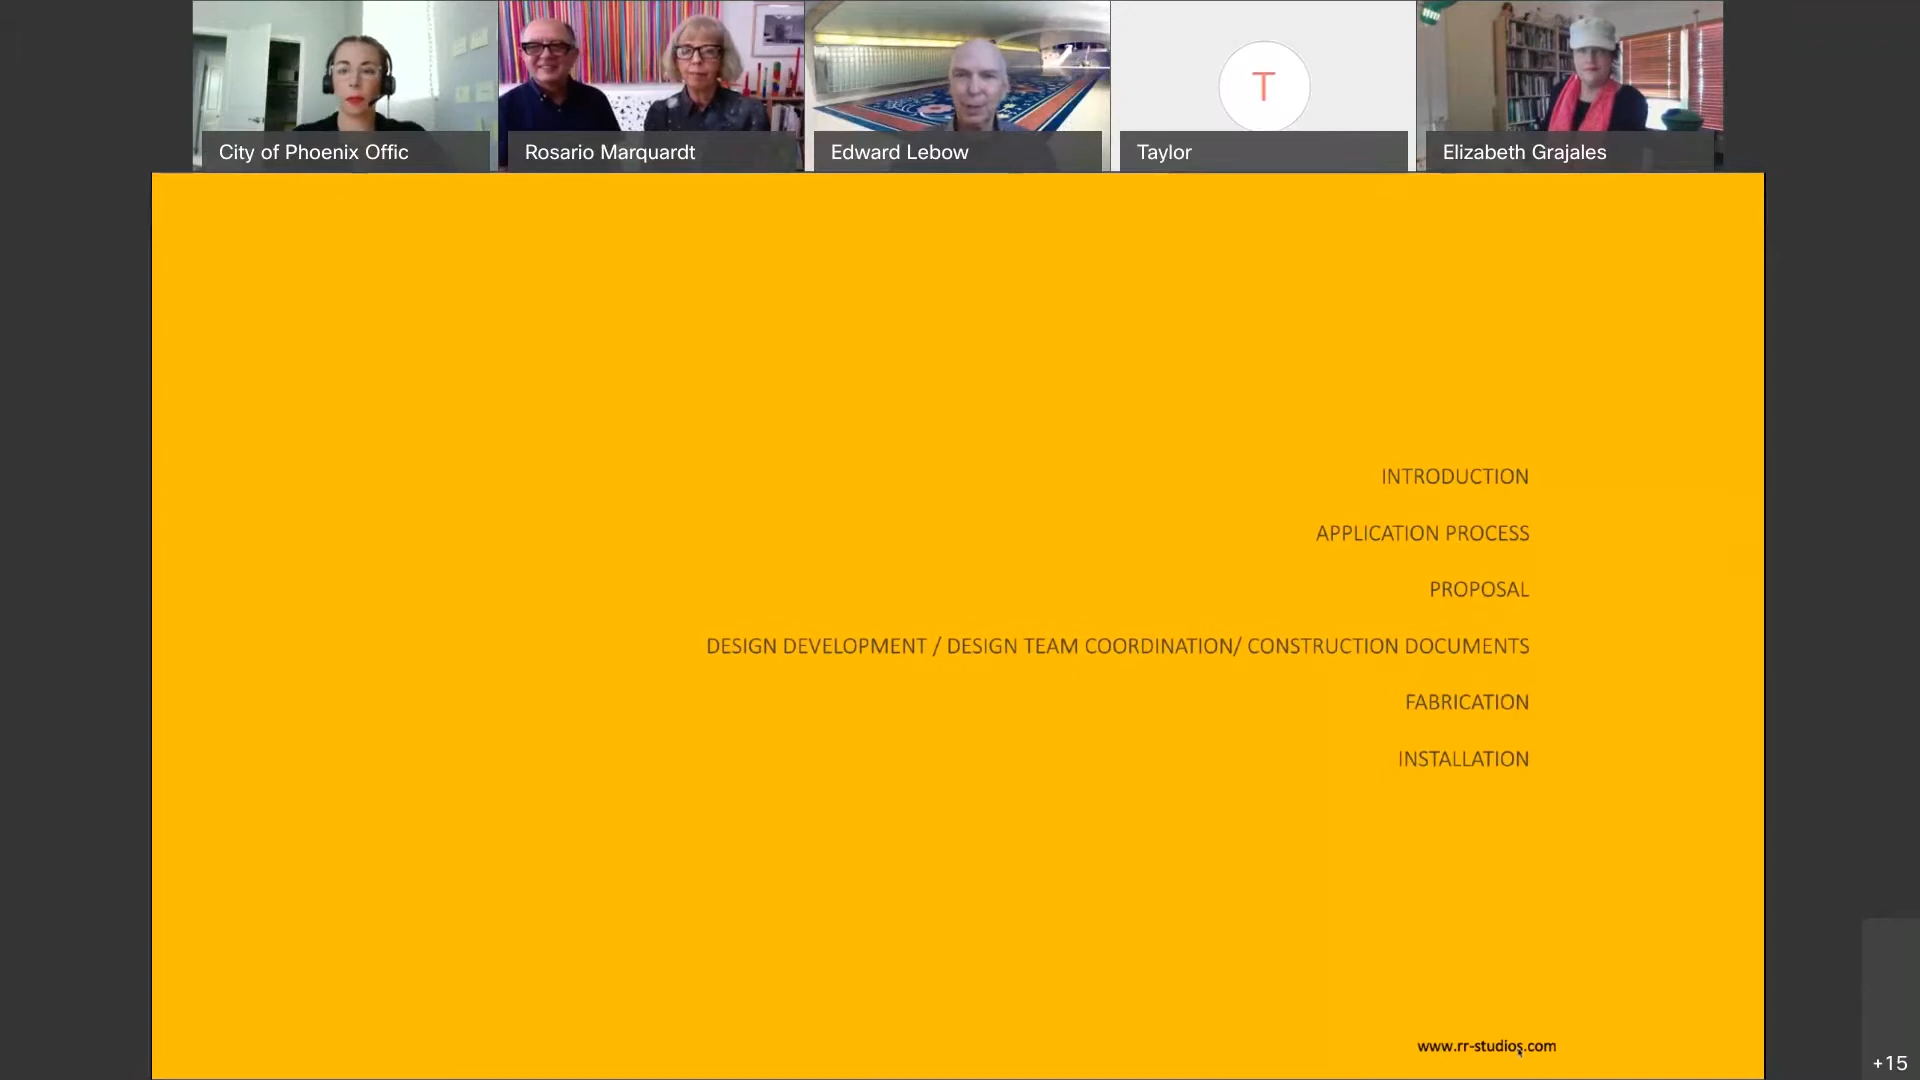 City of Phoenix Offic
Rosario Marquardt
Edward Lebow
T
Taylor
Elizabeth Grajales
INTRODUCTION
APPLICATION PROCESS
PROPOSAL
DESIGN DEVELOPMENT / DESIGN TEAM COORDINATION/ CONSTRUCTION DOCUMENTS
FABRICATION
INSTALLATION
www.rr-studios.com
+15